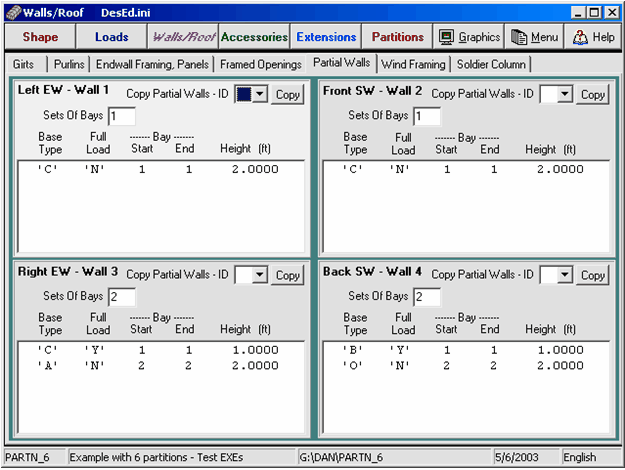 Walls/Roof DesEd.ini
Shape Loads Walls/Roof Accessories Extensions Partitions Graphics Menu Help
Girts Purlins Endwall Framing, Panels Framed Openings Partial Walls Wind Framing Soldier Column
Left EW - Wall 1 Copy Partial Walls - ID Copy
Sets Of Bays 1
Base Full ------ Bay ------
Type Load Start End Height (ft)
'C' 'N' 1 1 2.0000
Front SW - Wall 2 Copy Partial Walls - ID Copy
Sets Of Bays 1
Base Full ------ Bay ------
Type Load Start End Height (ft)
'C' 'N' 1 1 2.0000
Right EW - Wall 3 Copy Partial Walls - ID Copy
Sets Of Bays 2
Base Full ------ Bay ------
Type Load Start End Height (ft)
'C' 'Y' 1 1 1.0000
'A' 'N' 2 2 2.0000
Back SW - Wall 4 Copy Partial Walls - ID Copy
Sets Of Bays 2
Base Full ------ Bay ------
Type Load Start End Height (ft)
'B' 'Y' 1 1 1.0000
'O' 'N' 2 2 2.0000
PARTN_6 Example with 6 partitions - Test EXEs G:\DAN\PARTN_6 5/6/2003 English